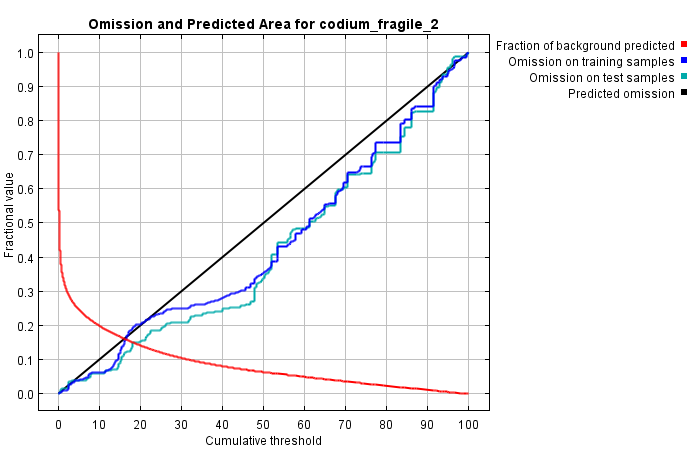 Omission and Predicted Area for codium_fragile_2
Fraction of background predicted
Omission on training samples
Omission on test samples
Predicted omission
Fractional value
1.0
0.9
0.8
0.7
0.6
0.5
0.4
0.3
0.2
0.1
0.0
0 10 20 30 40 50 60 70 80 90 100
Cumulative threshold